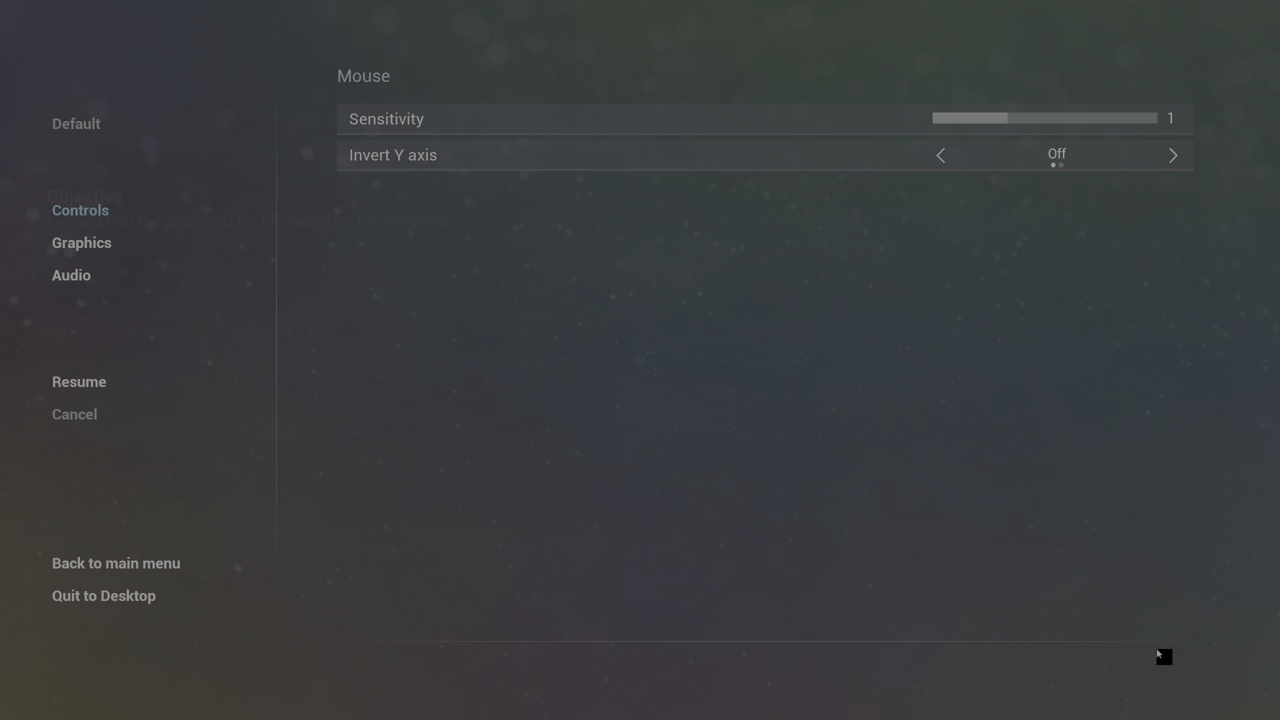 Mouse
Default
Sensitivity 1
Invert Y axis Off
Objective
Controls
Graphics
Audio
Resume
Cancel
Back to main menu
Quit to Desktop